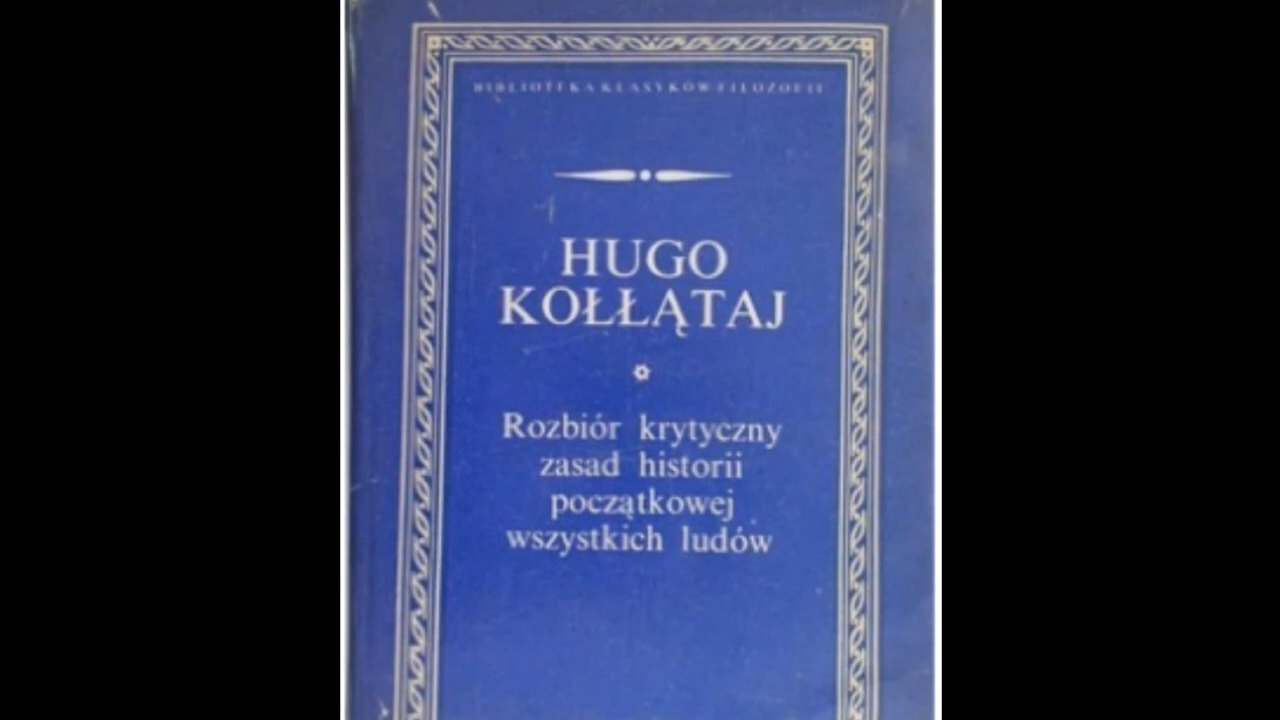 BIBLIOTEKA KLASYKÓW FILOZOFII
HUGO
KOŁŁĄTAJ
Rozbiór krytyczny
zasad historii
początkowej
wszystkich ludów